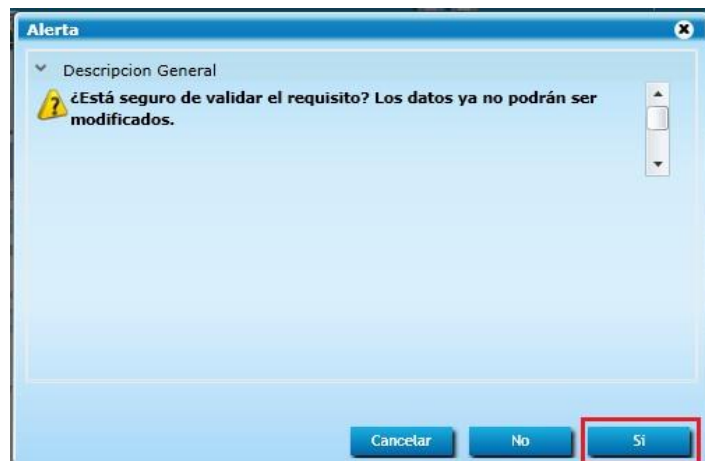 Alerta
Descripcion General
¿Está seguro de validar el requisito? Los datos ya no podrán ser
modificados.
Cancelar No Si